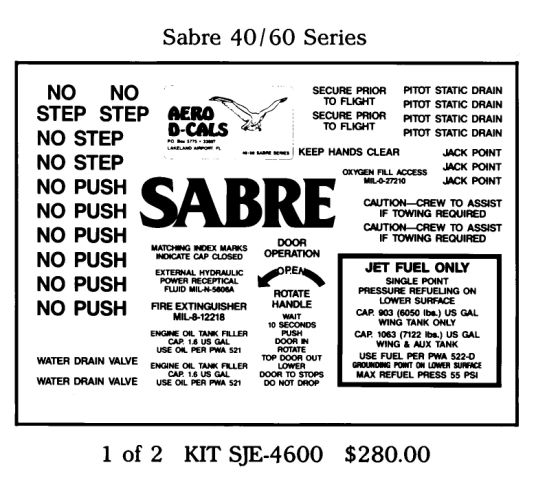 Sabre 40/60 Series
NO NO
STEP STEP
NO STEP
NO STEP
NO PUSH
NO PUSH
NO PUSH
NO PUSH
NO PUSH
NO PUSH
WATER DRAIN VALVE
WATER DRAIN VALVE
AERO
D-CALS
PO Box 5775 - 33807
LAKELAND AIRPORT FL
40-60 SABRE SERIES
SECURE PRIOR
TO FLIGHT
SECURE PRIOR
TO FLIGHT
PITOT STATIC DRAIN
PITOT STATIC DRAIN
PITOT STATIC DRAIN
PITOT STATIC DRAIN
KEEP HANDS CLEAR
JACK POINT
JACK POINT
JACK POINT
OXYGEN FILL ACCESS
MIL-0-27210
SABRE
CAUTION—CREW TO ASSIST
IF TOWING REQUIRED
CAUTION—CREW TO ASSIST
IF TOWING REQUIRED
MATCHING INDEX MARKS
INDICATE CAP CLOSED
EXTERNAL HYDRAULIC
POWER RECEPTICAL
FLUID MIL-N-5606A
FIRE EXTINGUISHER
MIL-8-12218
ENGINE OIL TANK FILLER
CAP. 1.6 US GAL
USE OIL PER PWA 521
ENGINE OIL TANK FILLER
CAP. 1.6 US GAL
USE OIL PER PWA 521
DOOR
OPERATION
OPEN
ROTATE
HANDLE
WAIT
10 SECONDS
PUSH
DOOR IN
ROTATE
TOP DOOR OUT
LOWER
DOOR TO STOPS
DO NOT DROP
JET FUEL ONLY
SINGLE POINT
PRESSURE REFUELING ON
LOWER SURFACE
CAP. 903 (6050 lbs.) US GAL
WING TANK ONLY
CAP. 1063 (7122 lbs.) US GAL
WING & AUX TANK
USE FUEL PER PWA 522-D
GROUNDING POINT ON LOWER SURFACE
MAX REFUEL PRESS 55 PSI
1 of 2 KIT SJE-4600 $280.00